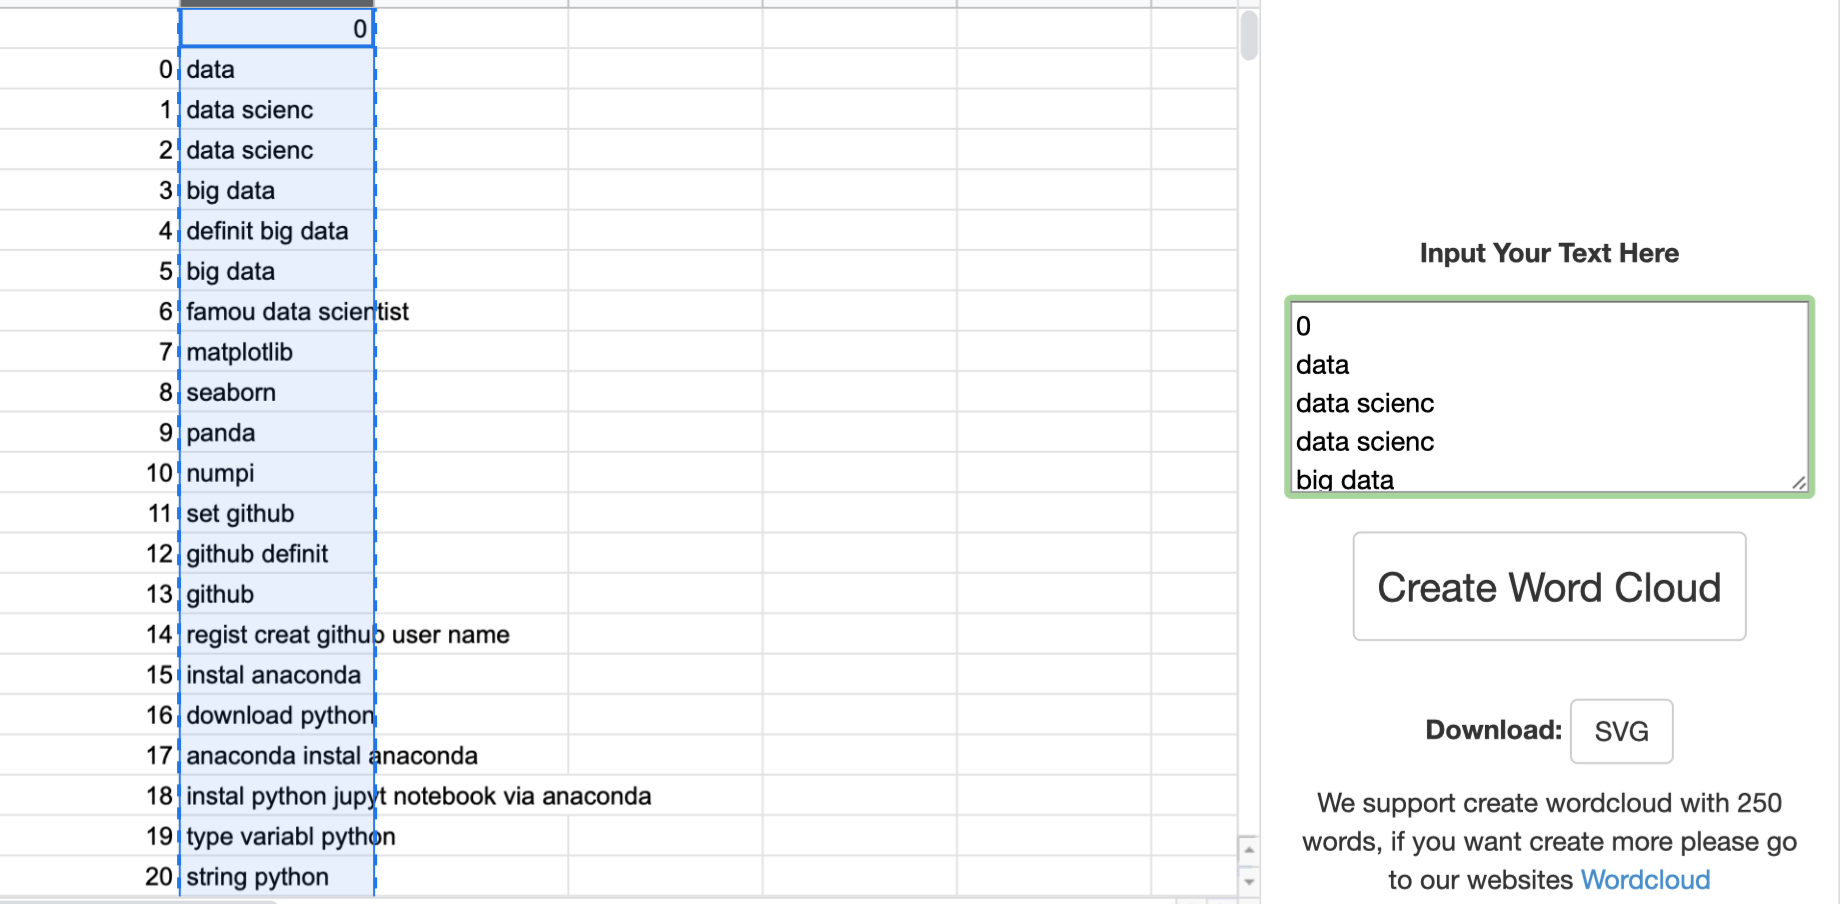 0
0 data
1 data scienc
2 data scienc
3 big data
4 definit big data
5 big data
6 famou data scientist
7 matplotlib
8 seaborn
9 panda
10 numpi
11 set github
12 github definit
13 github
14 regist creat github user name
15 instal anaconda
16 download python
17 anaconda instal anaconda
18 instal python jupyt notebook via anaconda
19 type variabl python
20 string python
Input Your Text Here
0
data
data scienc
data scienc
big data
Create Word Cloud
Download: SVG
We support create wordcloud with 250
words, if you want create more please go
to our websites Wordcloud